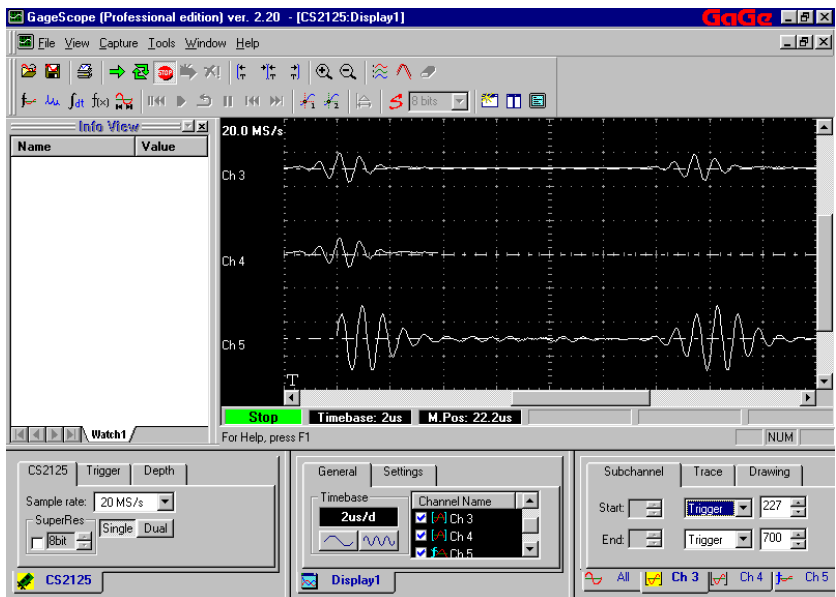 GageScope (Professional edition) ver. 2.20 - [CS2125:Display1]
GaGe
File View Capture Tools Window Help
∫dt f(x)
8 bits
Info View
Name Value
20.0 MS/s
Ch 3
Ch 4
Ch 5
T
Watch1
Stop Timebase: 2us M.Pos: 22.2us
For Help, press F1
NUM
CS2125 Trigger Depth
Sample rate: 20 MS/s
SuperRes
8bit
Single Dual
CS2125
General Settings
Timebase
2us/d
Channel Name
Ch 3
Ch 4
Ch 5
Display1
Subchannel Trace Drawing
Start: Trigger 227
End: Trigger 700
All Ch 3 Ch 4 Ch 5